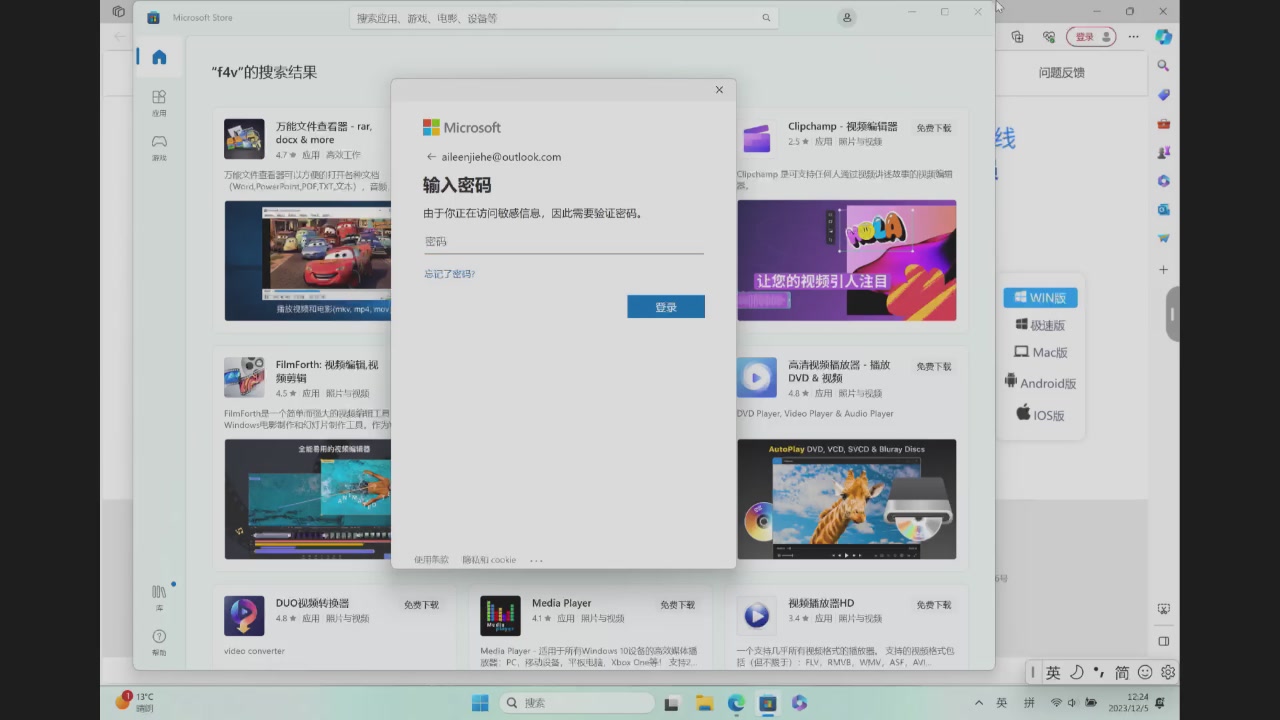 Microsoft Store
搜索应用、游戏、电影、设备等
登录
问题反馈
线
应用
游戏
库
帮助
“f4v”的搜索结果
万能文件查看器 - rar,
docx & more
4.7★ 应用 高效工作
万能文件查看器可以方便的打开各种文档
（Word,PowerPoint,PDF,TXT,文本），音频
播放视频和电影(mkv, mp4, mov
Clipchamp - 视频编辑器
免费下载
2.5★ 应用 照片与视频
Clipchamp 是可支持任何人通过视频讲述故事的视频编辑
器。
HOLA
让您的视频引人注目
Microsoft
← aileenjiehe@outlook.com
输入密码
由于你正在访问敏感信息，因此需要验证密码。
密码
忘记了密码?
登录
使用条款 隐私和 cookie ...
FilmForth: 视频编辑,视
频剪辑
4.5★ 应用 照片与视频
FilmForth是一个简单而强大的视频编辑工具
Windows电影制作和幻灯片制作工具，作为
全能易用的视频编辑器
高清视频播放器 - 播放
DVD & 视频
免费下载
4.8★ 应用 照片与视频
DVD Player, Video Player & Audio Player
AutoPlay DVD, VCD, SVCD & Bluray Discs
DUO视频转换器
免费下载
4.8★ 应用 照片与视频
video converter
Media Player
免费下载
4.1★ 应用 照片与视频
Media Player - 适用于所有Windows 10设备的高效媒体播
放器：PC，移动设备，平板电脑，Xbox One等！ 支持2...
Media
player
视频播放器HD
免费下载
3.4★ 应用 照片与视频
一个支持几乎所有视频格式的播放器。 支持的视频格式包
括（但不限于）：FLV，RMVB，WMV，ASF，AVI...
WIN版
极速版
Mac版
Android版
IOS版
英 简
1
13°C
晴朗
搜索
英 拼
12:24
2023/12/5